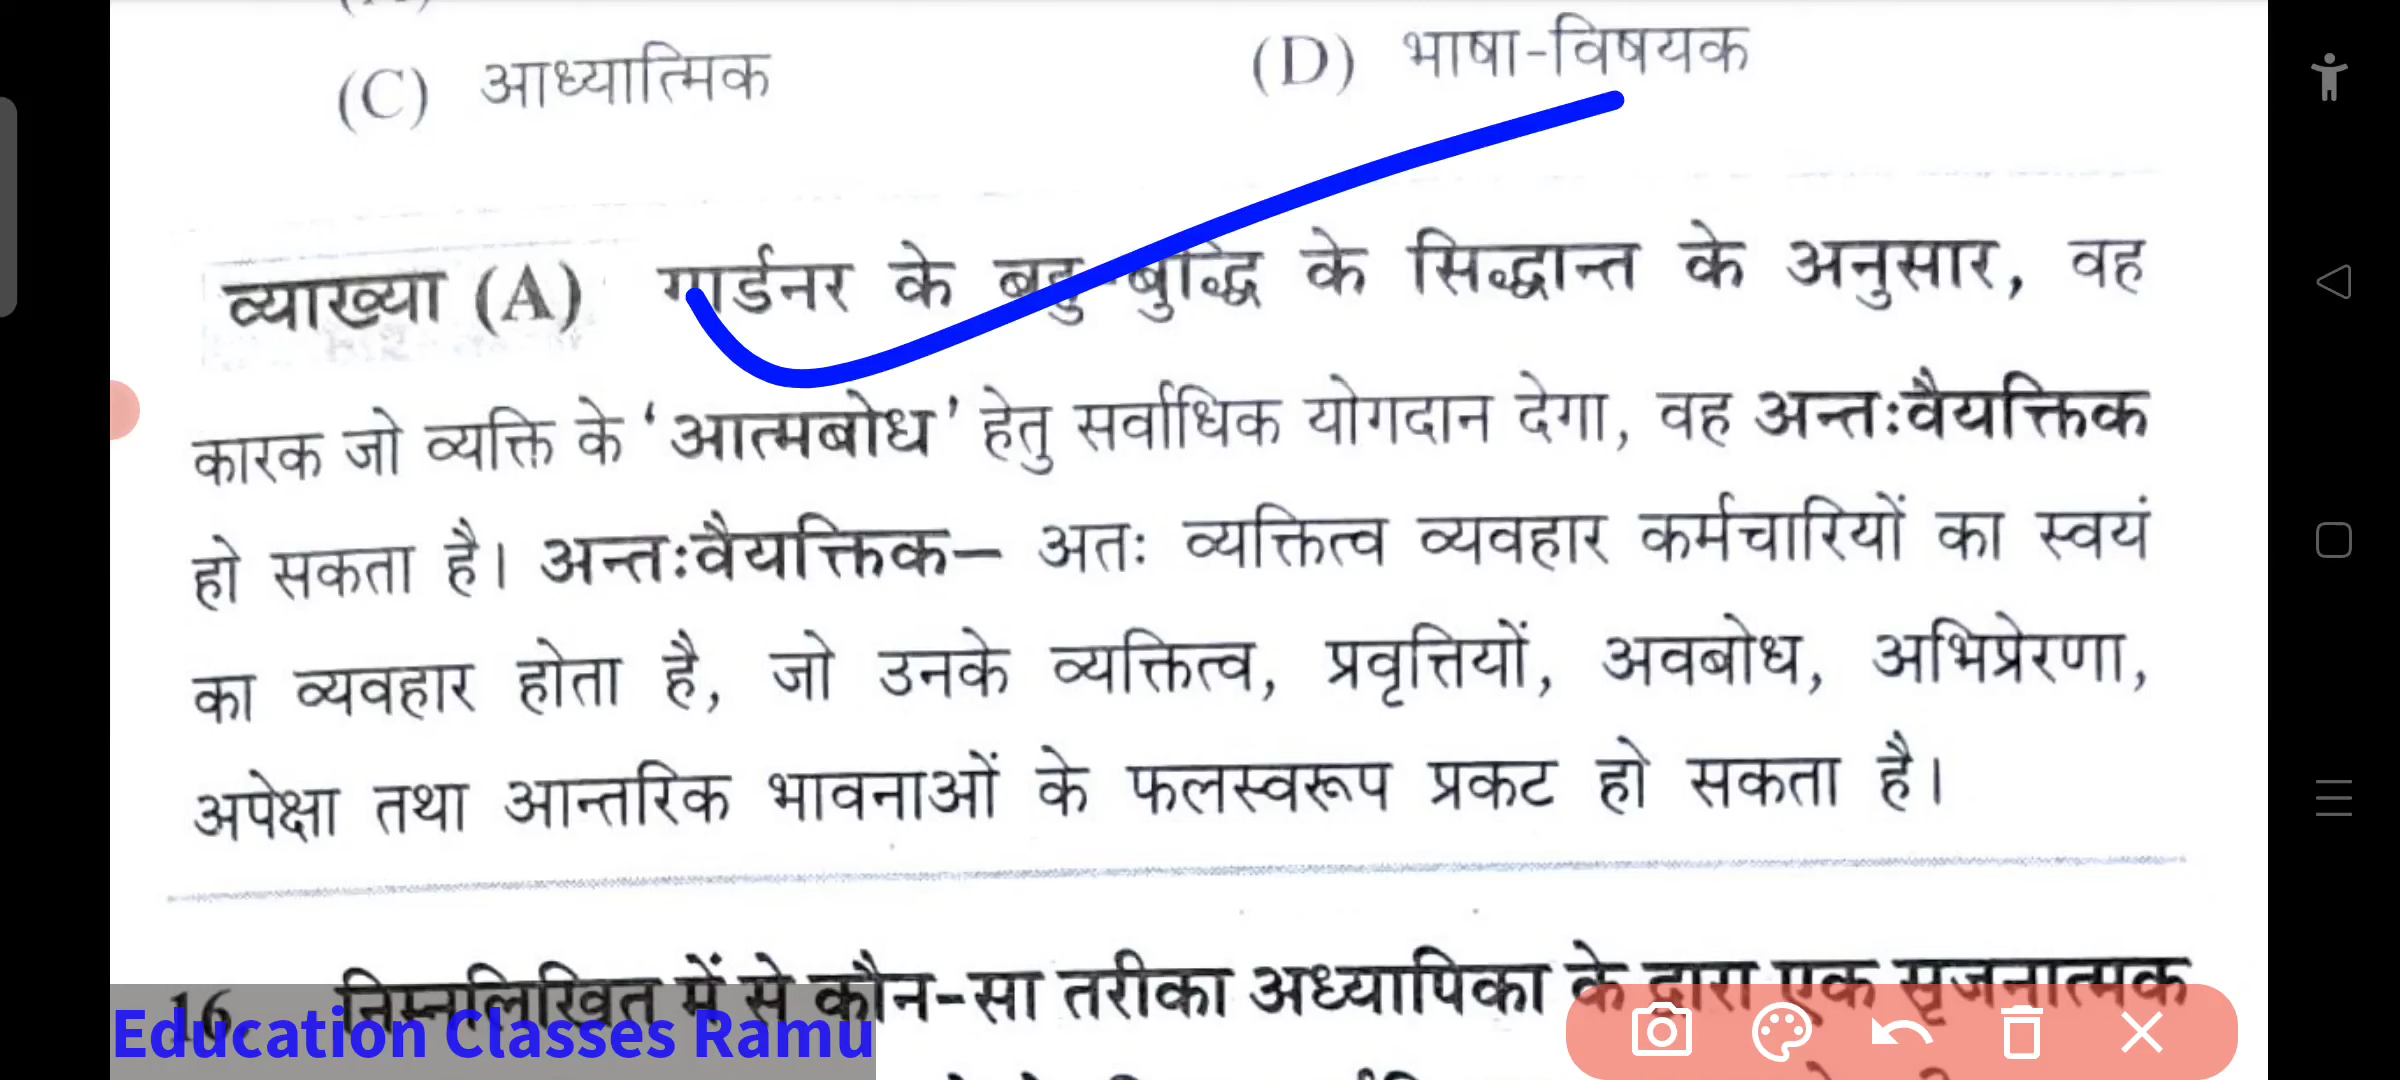 (C) आध्यात्मिक
(D) भाषा-विषयक
व्याख्या (A) गार्डनर के बहु-बुद्धि के सिद्धान्त के अनुसार, वह
कारक जो व्यक्ति के ‘आत्मबोध’ हेतु सर्वाधिक योगदान देगा, वह अन्तःवैयक्तिक
हो सकता है। अन्तःवैयक्तिक– अतः व्यक्तित्व व्यवहार कर्मचारियों का स्वयं
का व्यवहार होता है, जो उनके व्यक्तित्व, प्रवृत्तियों, अवबोध, अभिप्रेरणा,
अपेक्षा तथा आन्तरिक भावनाओं के फलस्वरूप प्रकट हो सकता है।
16. निम्नलिखित में से कौन-सा तरीका अध्यापिका के द्वारा एक सृजनात्मक
Education Classes Ramu